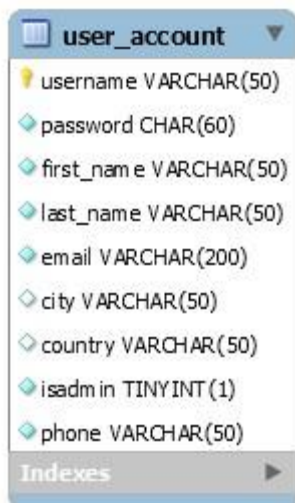 user_account
username VARCHAR(50)
password CHAR(60)
first_name VARCHAR(50)
last_name VARCHAR(50)
email VARCHAR(200)
city VARCHAR(50)
country VARCHAR(50)
isadmin TINYINT(1)
phone VARCHAR(50)
Indexes